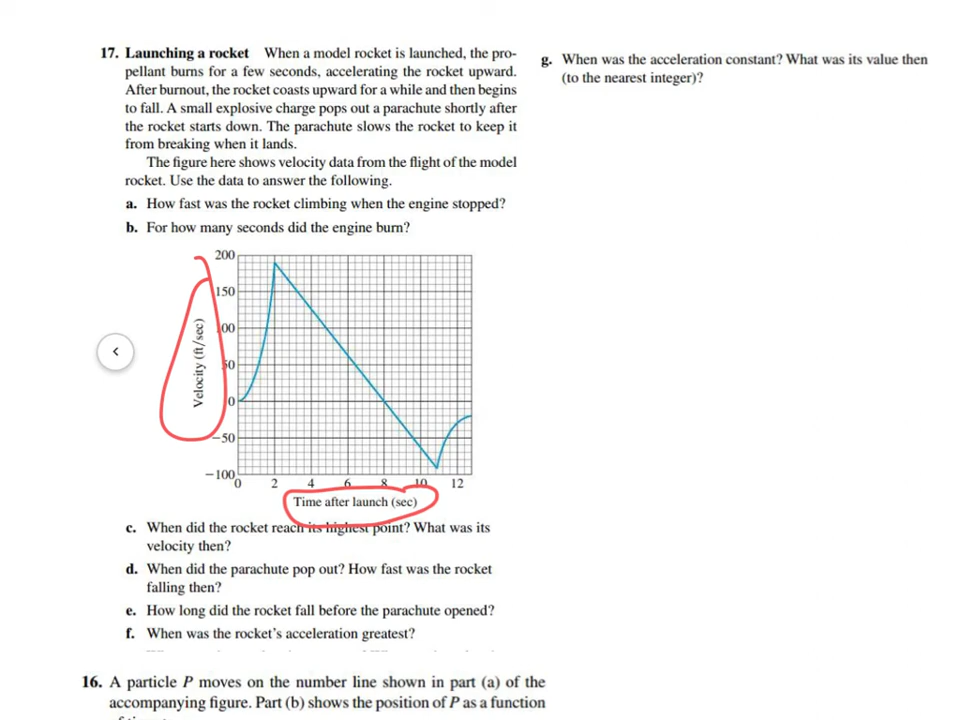 17. Launching a rocket When a model rocket is launched, the pro-
pellant burns for a few seconds, accelerating the rocket upward.
After burnout, the rocket coasts upward for a while and then begins
to fall. A small explosive charge pops out a parachute shortly after
the rocket starts down. The parachute slows the rocket to keep it
from breaking when it lands.
The figure here shows velocity data from the flight of the model
rocket. Use the data to answer the following.
a. How fast was the rocket climbing when the engine stopped?
b. For how many seconds did the engine burn?
200
150
100
50
0
−50
−100
Velocity (ft/sec)
0 2 4 6 8 10 12
Time after launch (sec)
c. When did the rocket reach its highest point? What was its
velocity then?
d. When did the parachute pop out? How fast was the rocket
falling then?
e. How long did the rocket fall before the parachute opened?
f. When was the rocket's acceleration greatest?
g. When was the acceleration constant? What was its value then
(to the nearest integer)?
16. A particle P moves on the number line shown in part (a) of the
accompanying figure. Part (b) shows the position of P as a function